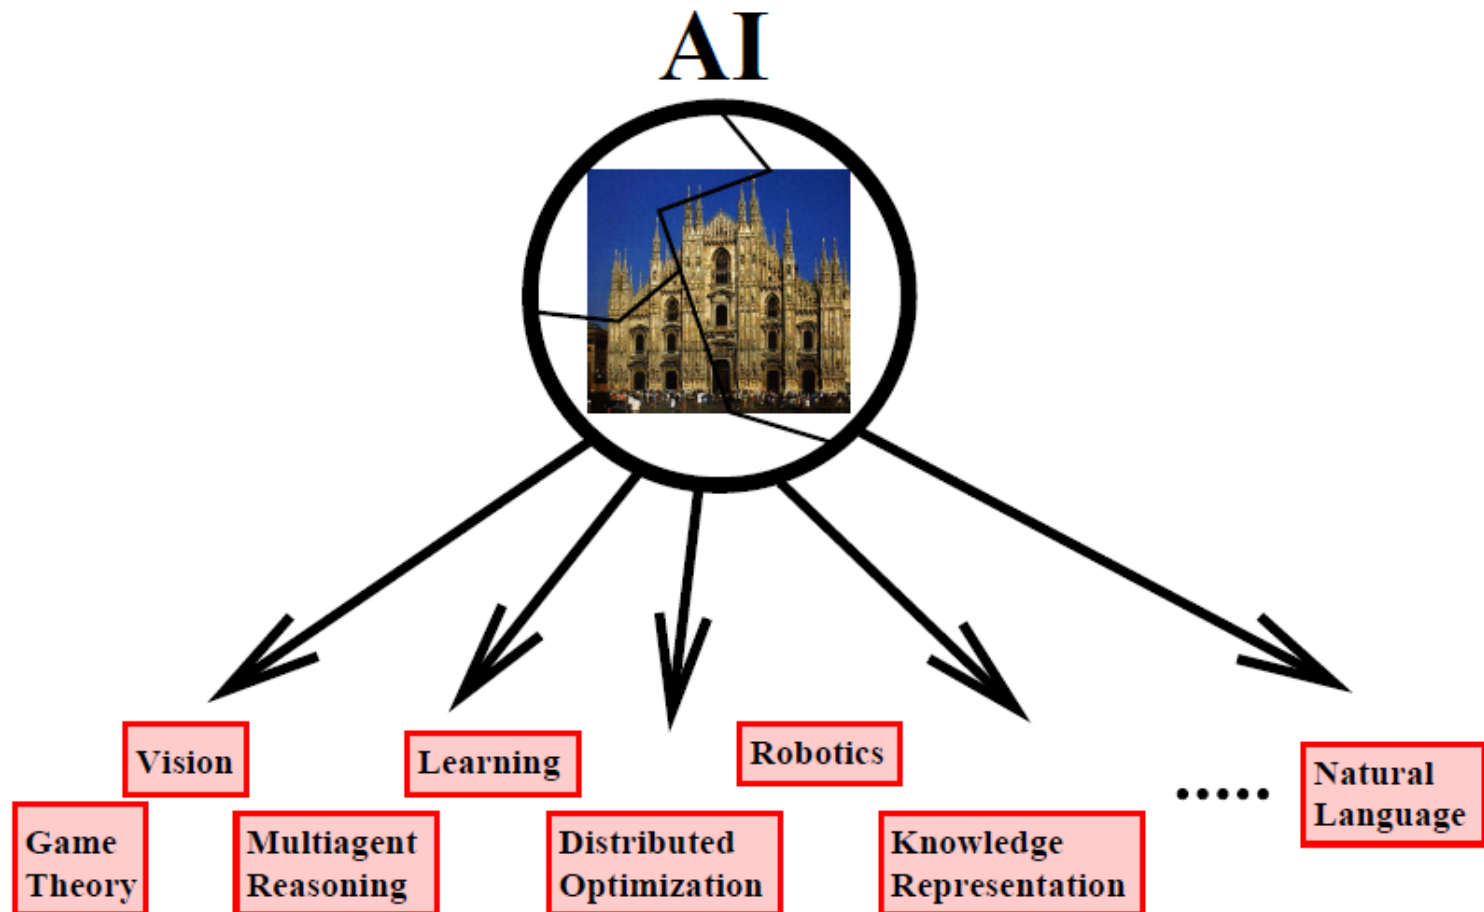 AI
Vision
Learning
Robotics
Natural
Language
Game
Theory
Multiagent
Reasoning
Distributed
Optimization
Knowledge
Representation